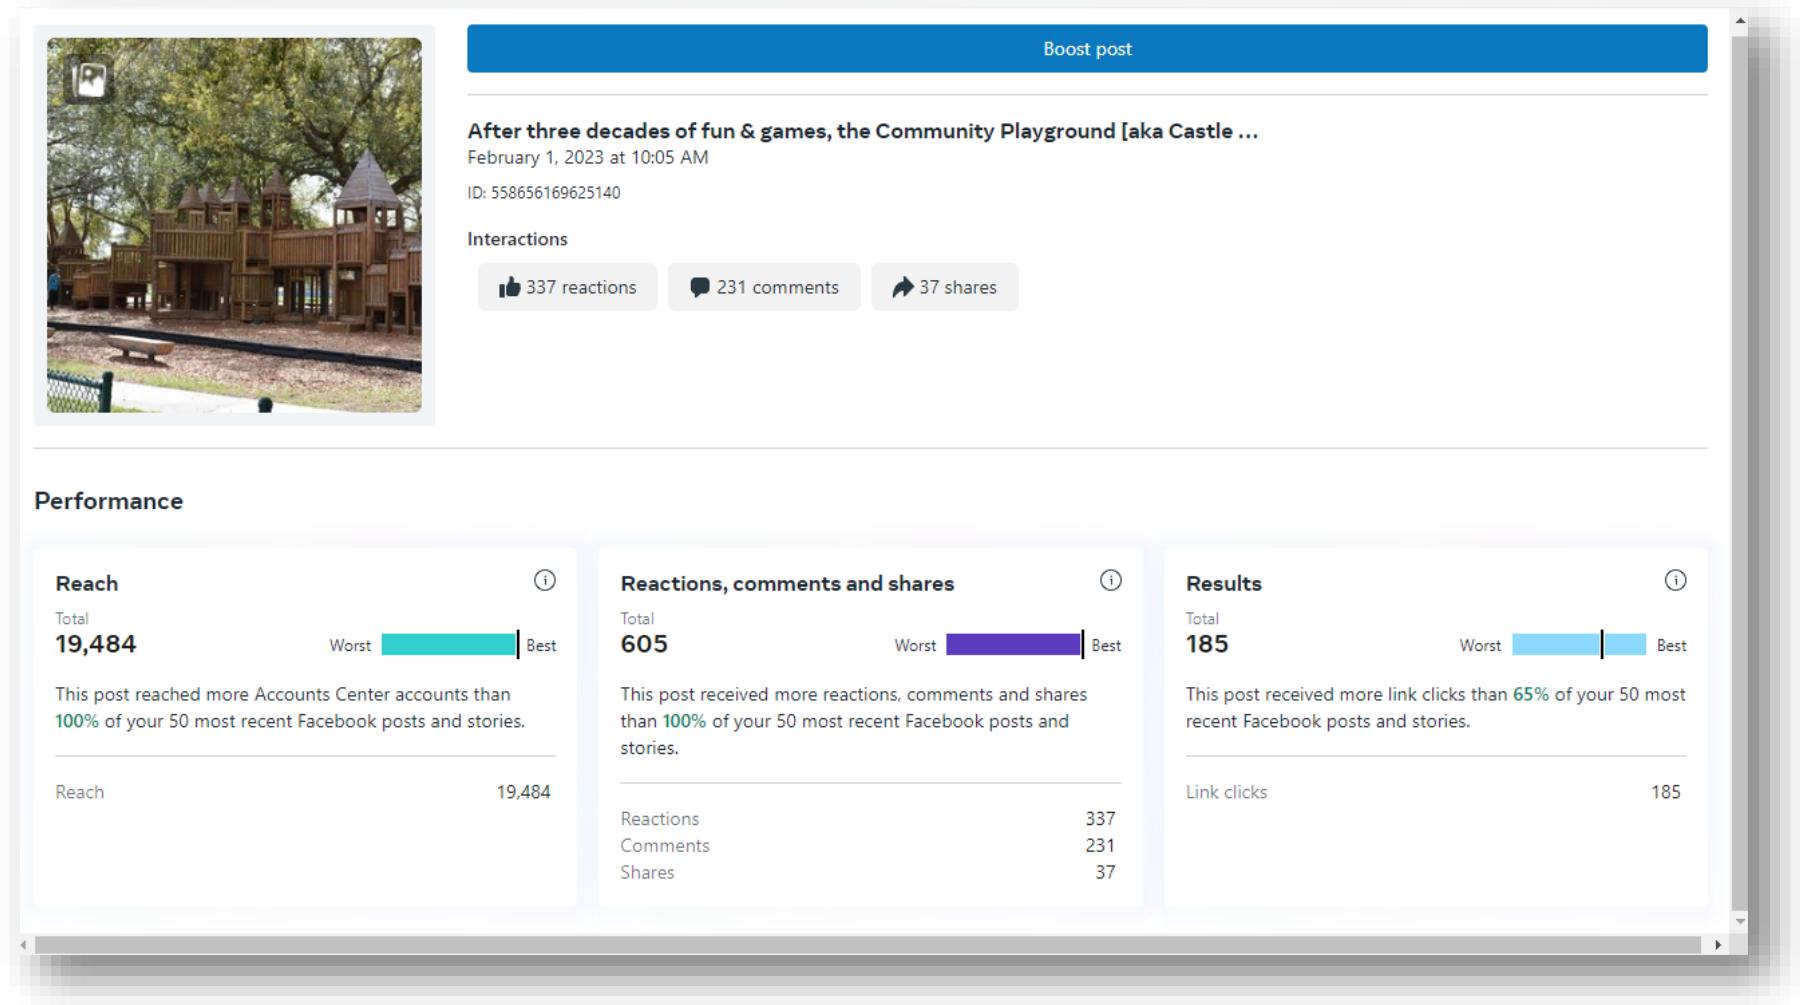 Boost post
After three decades of fun & games, the Community Playground [aka Castle ...
February 1, 2023 at 10:05 AM
ID: 558656169625140
Interactions
337 reactions
231 comments
37 shares
Performance
Reach
Total
19,484
Worst
Best
This post reached more Accounts Center accounts than
100% of your 50 most recent Facebook posts and stories.
Reach
19,484
Reactions, comments and shares
Total
605
Worst
Best
This post received more reactions, comments and shares
than 100% of your 50 most recent Facebook posts and
stories.
Reactions
337
Comments
231
Shares
37
Results
Total
185
Worst
Best
This post received more link clicks than 65% of your 50 most
recent Facebook posts and stories.
Link clicks
185